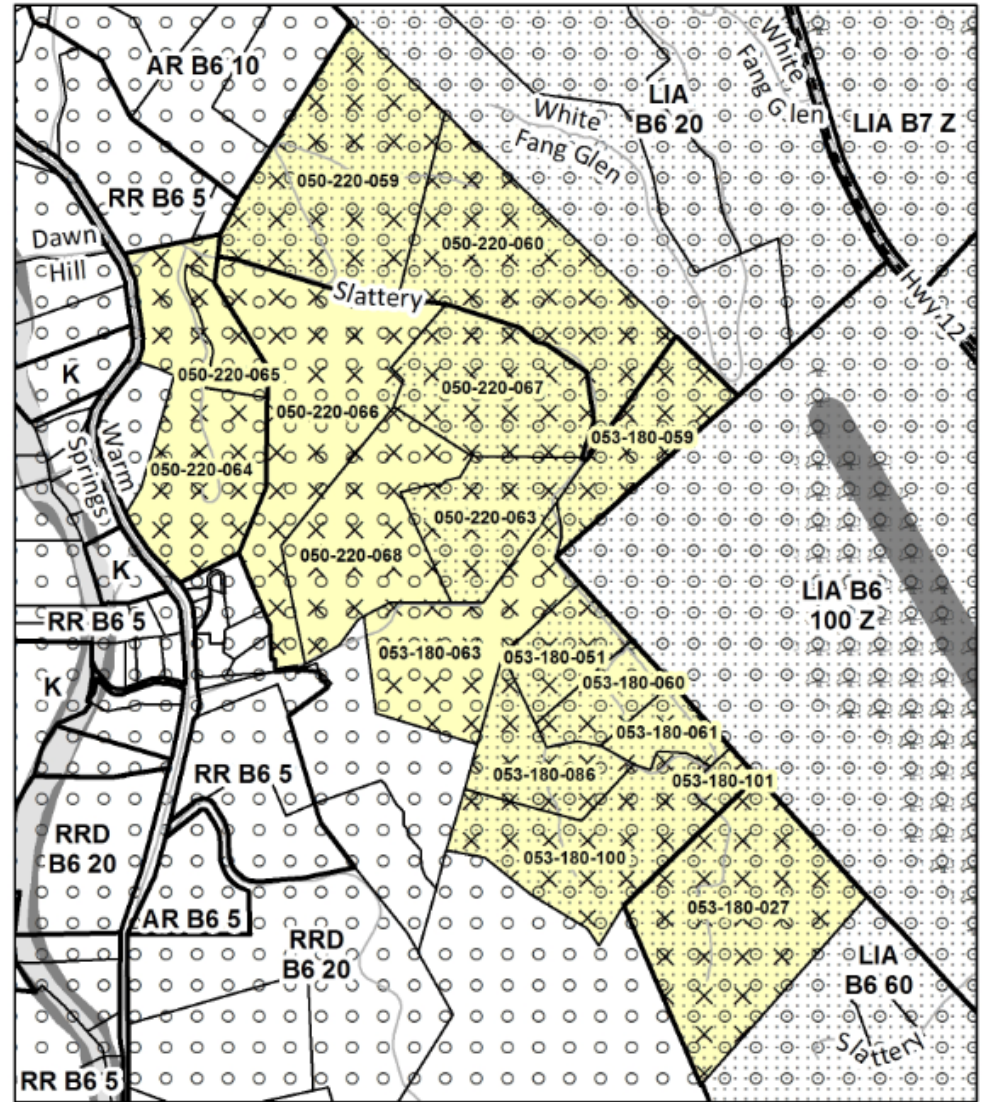 AR B6 10
White
Fang Glen
LIA
B6 20
White
Fang Glen
LIA B7 Z
RR B6 5
050-220-059
Dawn
Hill
050-220-060
Slattery
Hwy 12
K
050-220-065
050-220-067
050-220-066
053-180-059
Warm
Springs
050-220-064
050-220-063
050-220-068
K
LIA B6
100 Z
RR B6 5
053-180-063
053-180-051
053-180-060
K
053-180-061
RR B6 5
053-180-086
053-180-101
RRD
B6 20
053-180-100
053-180-027
AR B6 5
RRD
B6 20
LIA
B6 60
Slattery
RR B6 5